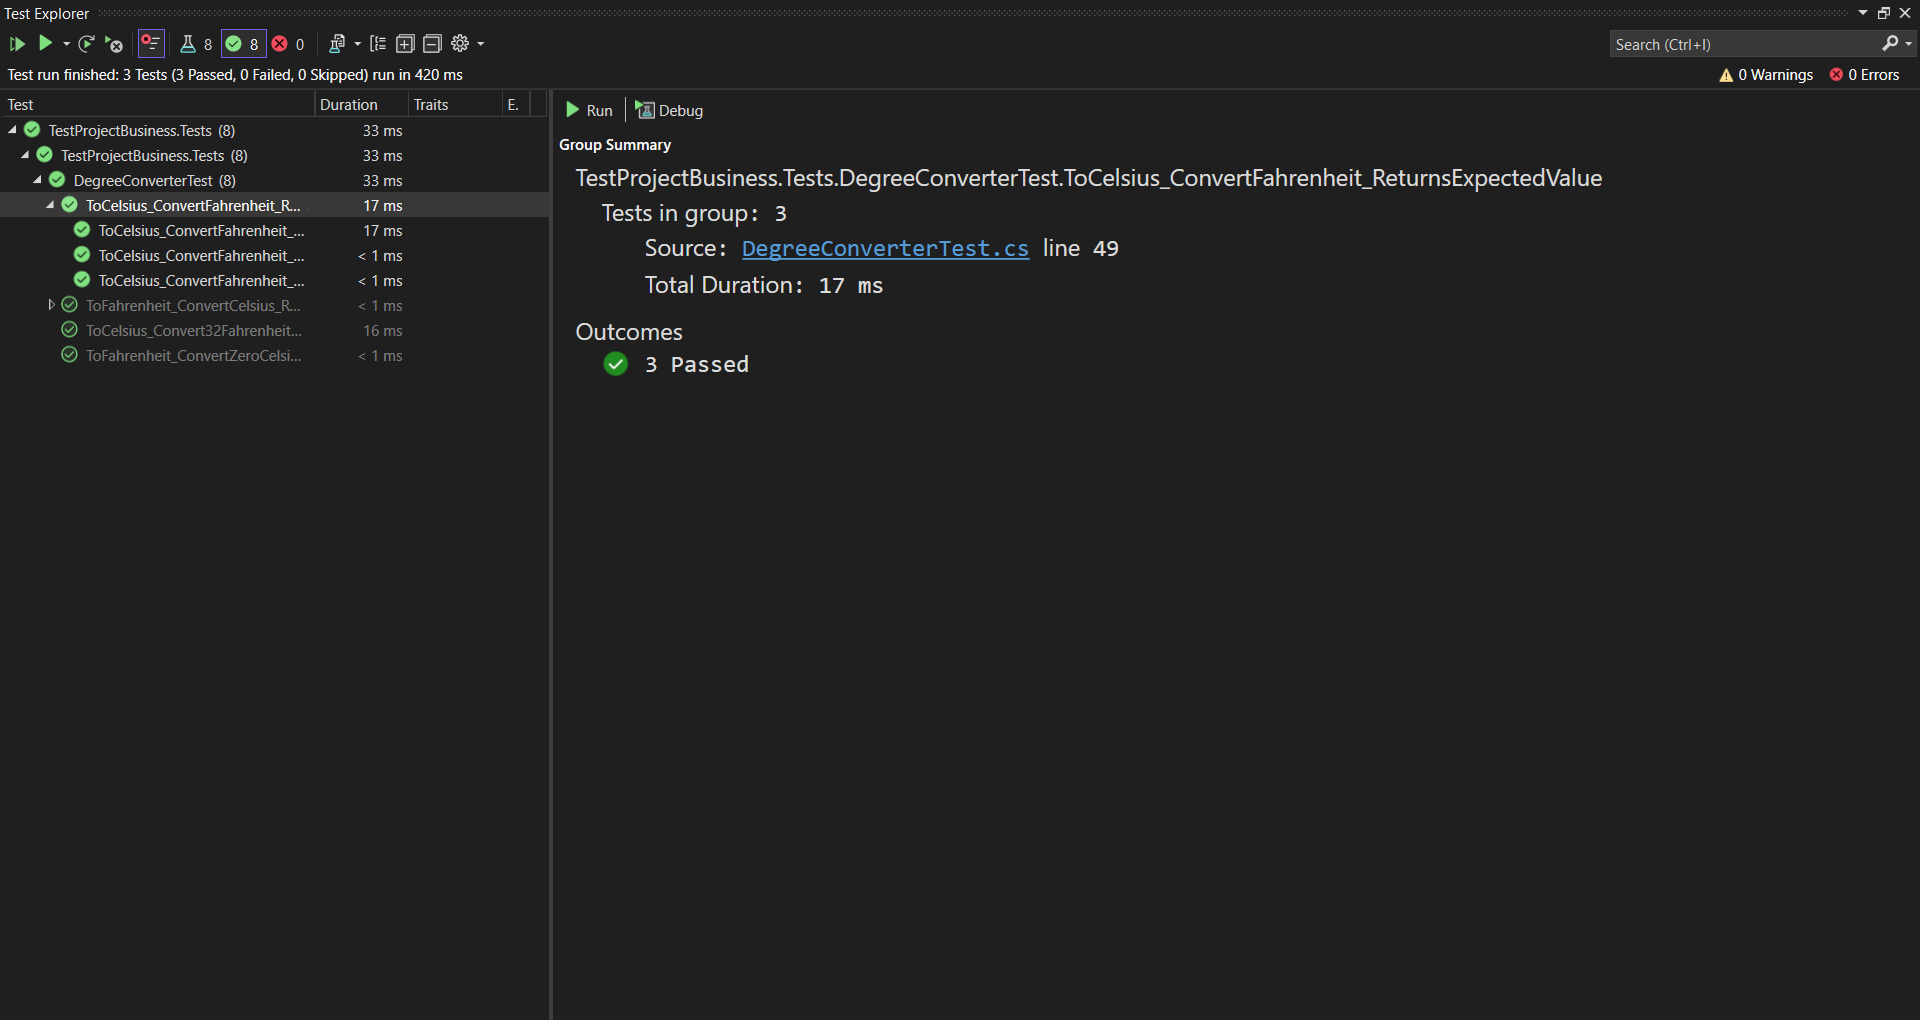 Test Explorer
8 8 0
Search (Ctrl+I)
Test run finished: 3 Tests (3 Passed, 0 Failed, 0 Skipped) run in 420 ms
0 Warnings 0 Errors
Test Duration Traits E.
TestProjectBusiness.Tests (8) 33 ms
TestProjectBusiness.Tests (8) 33 ms
DegreeConverterTest (8) 33 ms
ToCelsius_ConvertFahrenheit_R... 17 ms
ToCelsius_ConvertFahrenheit_... 17 ms
ToCelsius_ConvertFahrenheit_... < 1 ms
ToCelsius_ConvertFahrenheit_... < 1 ms
ToFahrenheit_ConvertCelsius_R... < 1 ms
ToCelsius_Convert32Fahrenheit... 16 ms
ToFahrenheit_ConvertZeroCelsi... < 1 ms
Run Debug
Group Summary
TestProjectBusiness.Tests.DegreeConverterTest.ToCelsius_ConvertFahrenheit_ReturnsExpectedValue
Tests in group: 3
Source: DegreeConverterTest.cs line 49
Total Duration: 17 ms
Outcomes
3 Passed